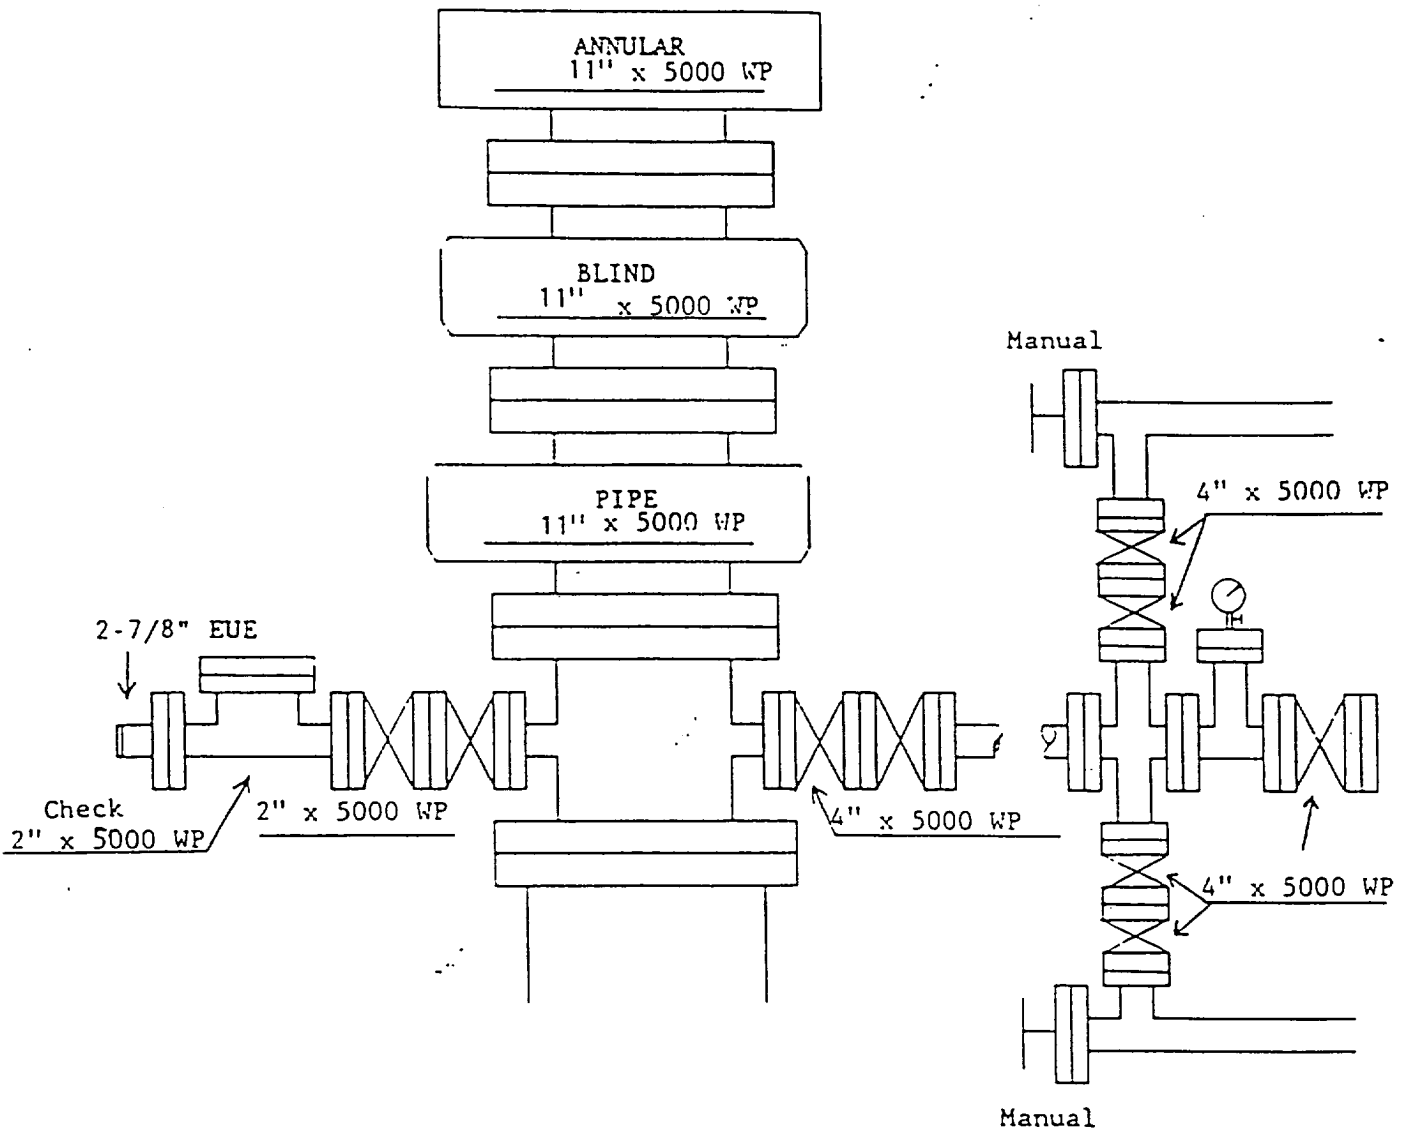 ANNULAR
11" x 5000 WP
BLIND
11" x 5000 WP
PIPE
11" x 5000 WP
2-7/8" EUE
Check
2" x 5000 WP
2" x 5000 WP
4" x 5000 WP
Manual
4" x 5000 WP
4" x 5000 WP
Manual